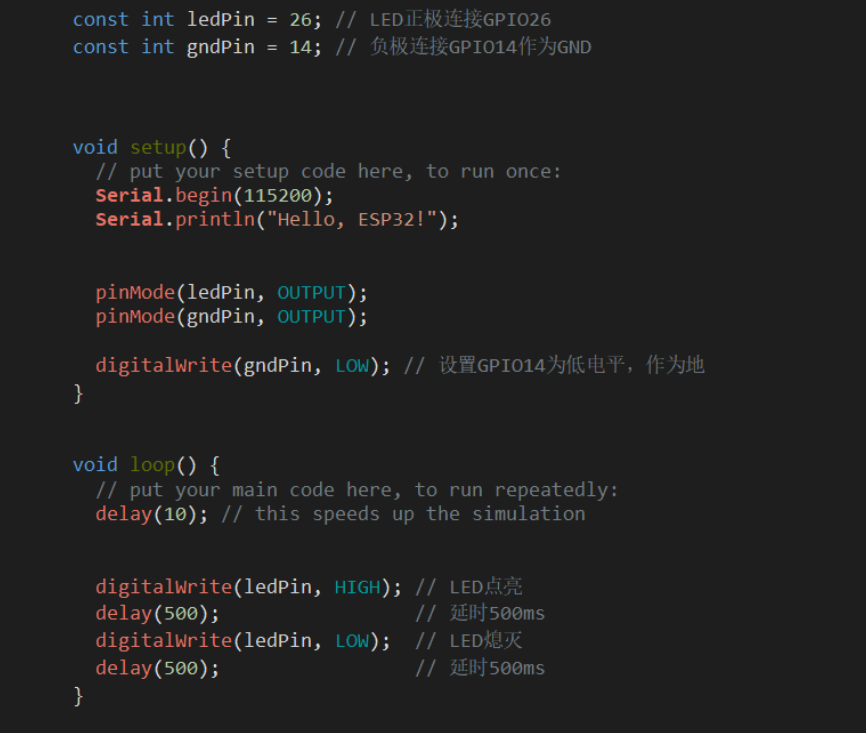 const int ledPin = 26; // LED正极连接GPIO26
const int gndPin = 14; // 负极连接GPIO14作为GND
void setup() {
// put your setup code here, to run once:
Serial.begin(115200);
Serial.println("Hello, ESP32!");
pinMode(ledPin, OUTPUT);
pinMode(gndPin, OUTPUT);
digitalWrite(gndPin, LOW); // 设置GPIO14为低电平，作为地
}
void loop() {
// put your main code here, to run repeatedly:
delay(10); // this speeds up the simulation
digitalWrite(ledPin, HIGH); // LED点亮
delay(500); // 延时500ms
digitalWrite(ledPin, LOW); // LED熄灭
delay(500); // 延时500ms
}